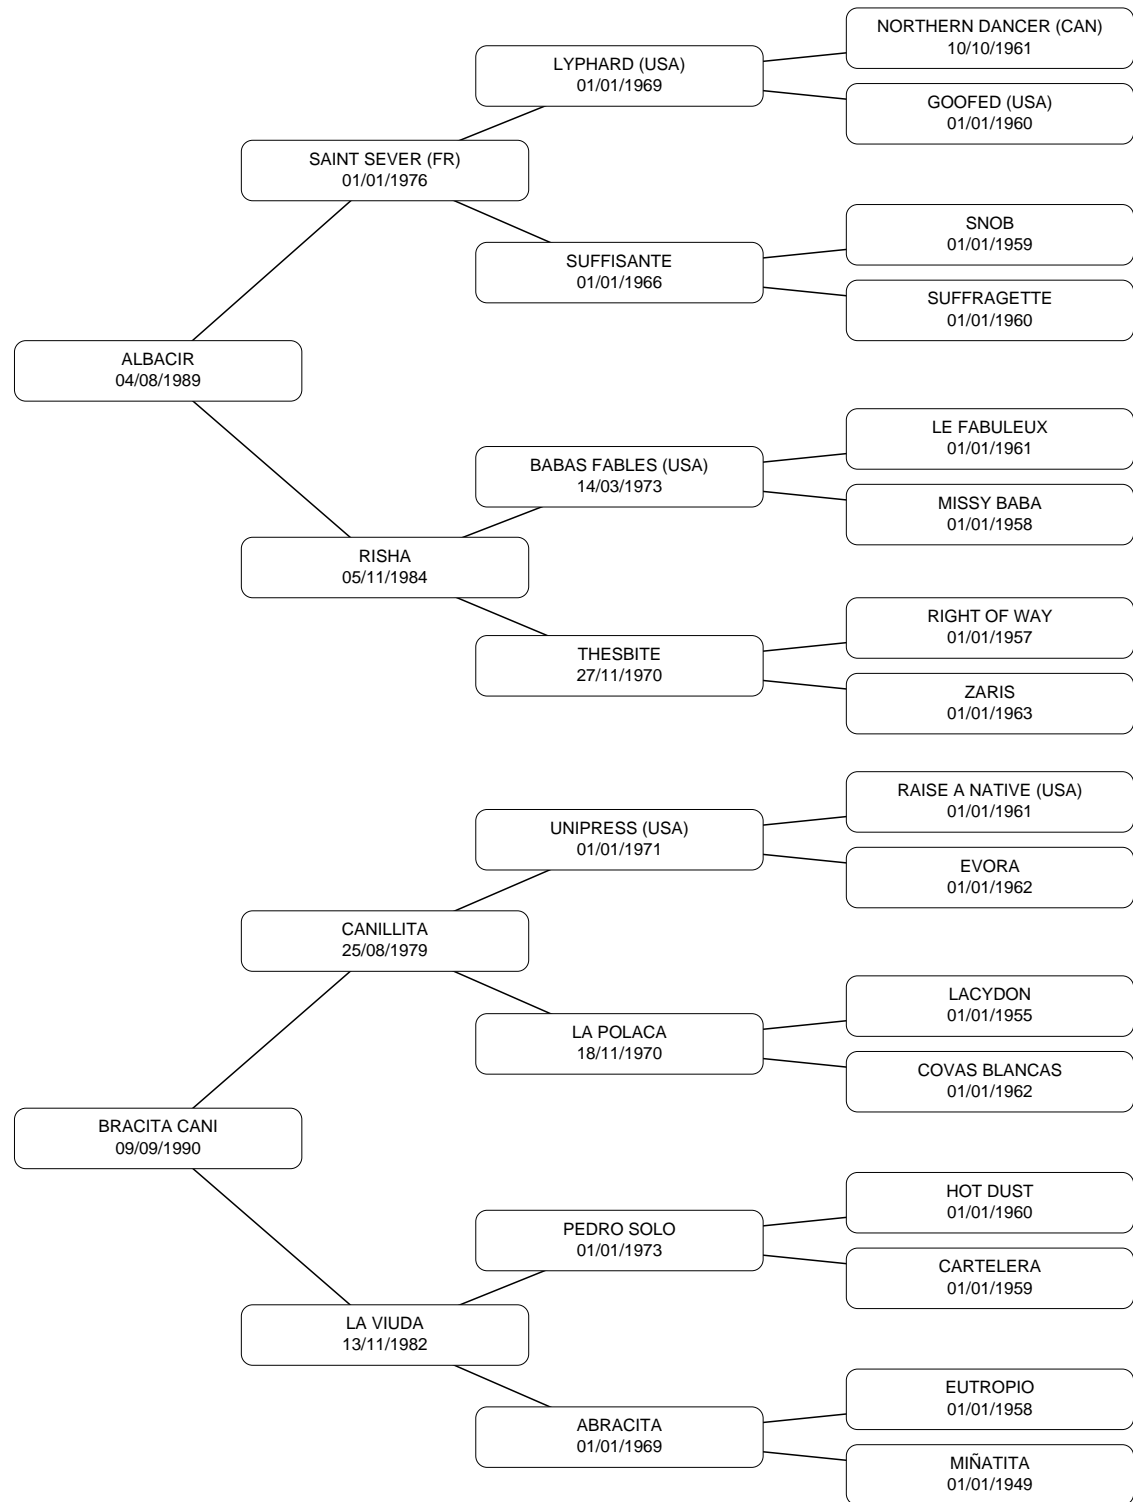 NORTHERN DANCER (CAN)
10/10/1961
LYPHARD (USA)
01/01/1969
GOOFED (USA)
01/01/1960
SAINT SEVER (FR)
01/01/1976
SNOB
01/01/1959
SUFFISANTE
01/01/1966
SUFFRAGETTE
01/01/1960
ALBACIR
04/08/1989
LE FABULEUX
01/01/1961
BABAS FABLES (USA)
14/03/1973
MISSY BABA
01/01/1958
RISHA
05/11/1984
RIGHT OF WAY
01/01/1957
THESBITE
27/11/1970
ZARIS
01/01/1963
RAISE A NATIVE (USA)
01/01/1961
UNIPRESS (USA)
01/01/1971
EVORA
01/01/1962
CANILLITA
25/08/1979
LACYDON
01/01/1955
LA POLACA
18/11/1970
COVAS BLANCAS
01/01/1962
BRACITA CANI
09/09/1990
HOT DUST
01/01/1960
PEDRO SOLO
01/01/1973
CARTELERA
01/01/1959
LA VIUDA
13/11/1982
EUTROPIO
01/01/1958
ABRACITA
01/01/1969
MIÑATITA
01/01/1949